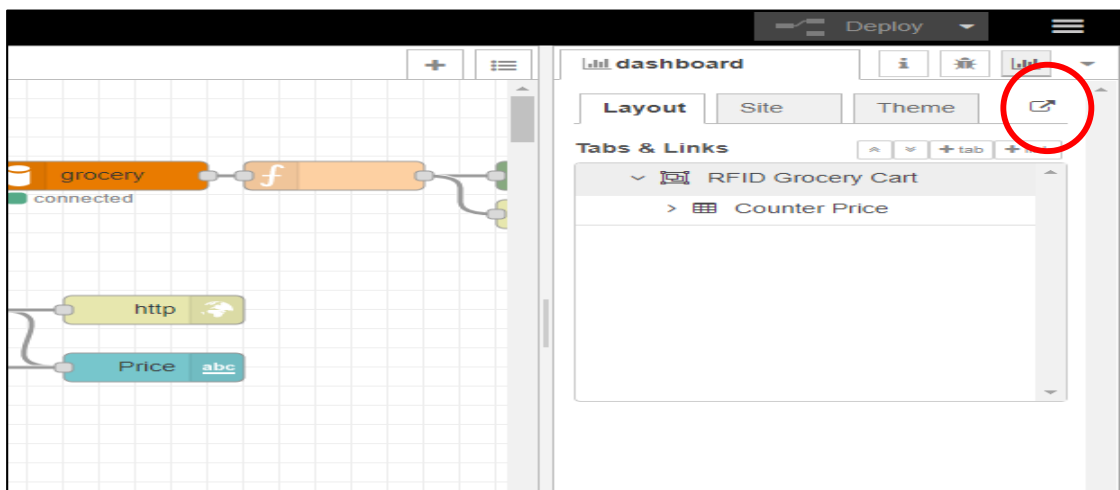 Deploy
dashboard
i
Layout Site Theme
Tabs & Links
+ tab
grocery
connected
RFID Grocery Cart
Counter Price
http
Price abc